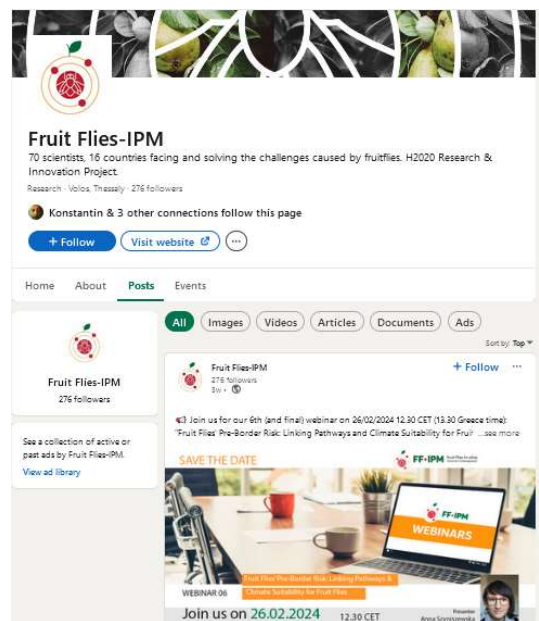 Fruit Flies-IPM
70 scientists, 16 countries facing and solving the challenges caused by fruitflies. H2020 Research &
Innovation Project.
Research · Volos, Thessaly · 276 followers
Konstantin & 3 other connections follow this page
+ Follow
Visit website
Home About Posts Events
Fruit Flies-IPM
276 followers
See a collection of active or
past ads by Fruit Flies-IPM.
View ad library
All Images Videos Articles Documents Ads
Sort by: Top
Fruit Flies-IPM
276 followers
3w •
+ Follow
Join us for our 6th (and final) webinar on 26/02/2024 12.30 CET (13.30 Greece time):
"Fruit Flies' Pre-Border Risk: Linking Pathways and Climate Suitability for Fruit ...see more
SAVE THE DATE
FF-IPM
FF-IPM
WEBINARS
Fruit Flies' Pre-Border Risk: Linking Pathways &
Climate Suitability for Fruit Flies
WEBINAR 06
Join us on 26.02.2024
12.30 CET
Presenter
Anna Szyniszewska